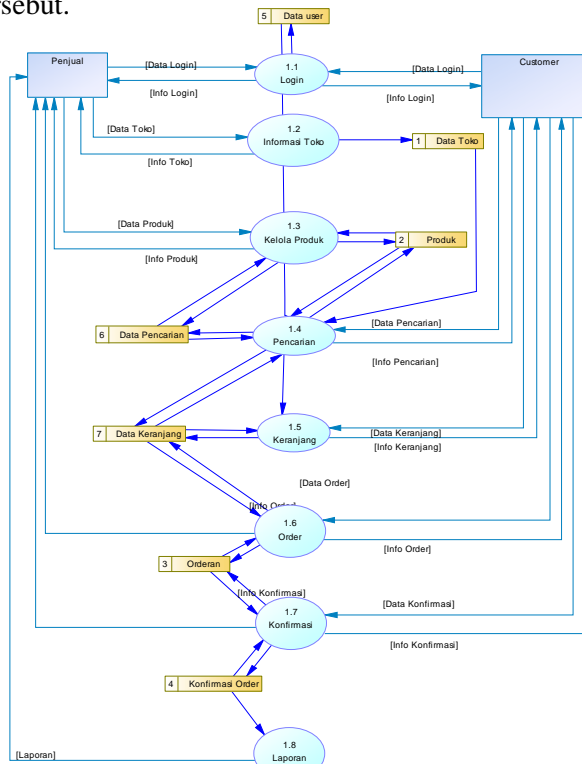 sebut.
5 Data user
Penjual
1.1
Login
Customer
[Data Login]
[Data Login]
[Info Login]
[Info Login]
[Data Toko]
1.2
Informasi Toko
1 Data Toko
[Info Toko]
[Data Produk]
1.3
Kelola Produk
2 Produk
[Info Produk]
6 Data Pencarian
1.4
Pencarian
[Data Pencarian]
[Info Pencarian]
7 Data Keranjang
1.5
Keranjang
[Data Keranjang]
[Info Keranjang]
[Data Order]
[Info Order]
1.6
Order
[Info Order]
3 Orderan
[Info Konfirmasi]
1.7
Konfirmasi
[Data Konfirmasi]
[Info Konfirmasi]
4 Konfirmasi Order
1.8
Laporan
[Laporan]